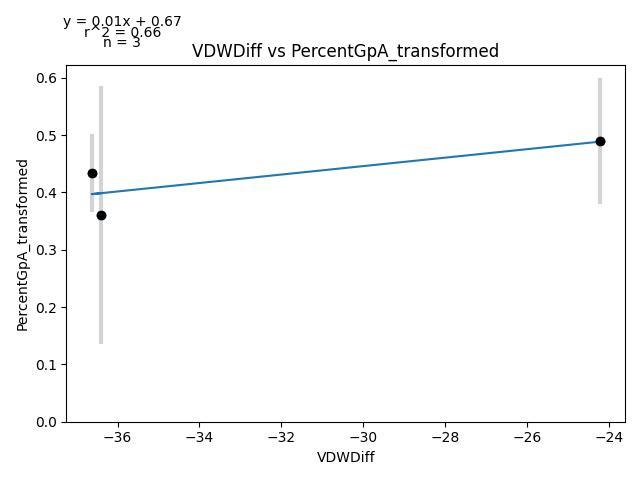 y = 0.01x + 0.67
r^2 = 0.66
n = 3
VDWDiff vs PercentGpA_transformed
PercentGpA_transformed
0.6
0.5
0.4
0.3
0.2
0.1
0.0
−36
−34
−32
−30
−28
−26
−24
VDWDiff